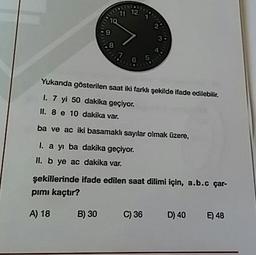 11 12 1
10 2
9 3
8 4
7 6 5
Yukarıda gösterilen saat iki farklı şekilde ifade edilebilir.
I. 7 yi 50 dakika geçiyor.
II. 8 e 10 dakika var.
ba ve ac iki basamaklı sayılar olmak üzere,
I. a yı ba dakika geçiyor.
II. b ye ac dakika var.
şekillerinde ifade edilen saat dilimi için, a.b.c çar-
pımı kaçtır?
A) 18 B) 30 C) 36 D) 40 E) 48